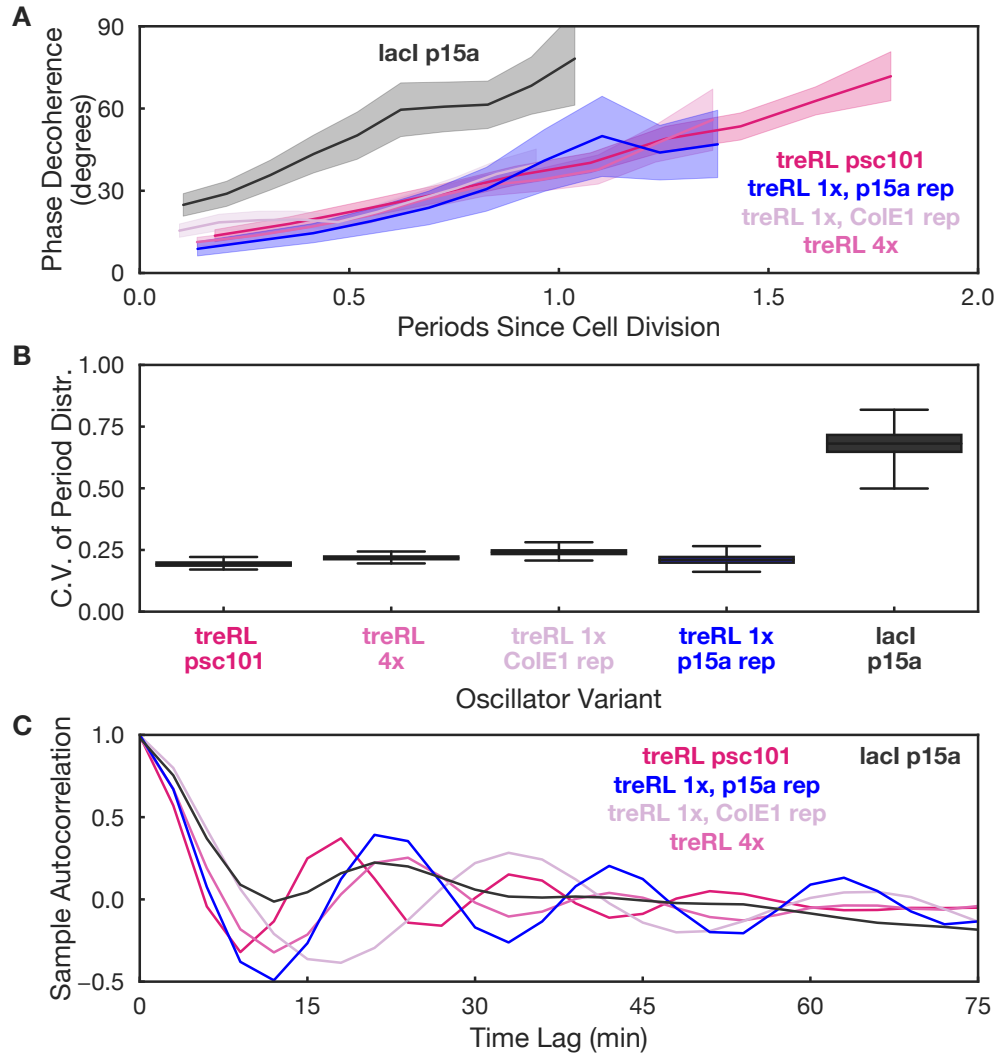 A
90
60
30
0
Phase Decoherence
(degrees)
lacI p15a
treRL psc101
treRL 1x, p15a rep
treRL 1x, ColE1 rep
treRL 4x
0.0 0.5 1.0 1.5 2.0
Periods Since Cell Division
B
1.00
0.75
0.50
0.25
0.00
C.V. of Period Distr.
treRL
psc101
treRL
4x
treRL 1x
ColE1 rep
treRL 1x
p15a rep
lacI
p15a
Oscillator Variant
C
1.0
0.5
0.0
−0.5
Sample Autocorrelation
treRL psc101
lacI p15a
treRL 1x, p15a rep
treRL 1x, ColE1 rep
treRL 4x
0 15 30 45 60 75
Time Lag (min)